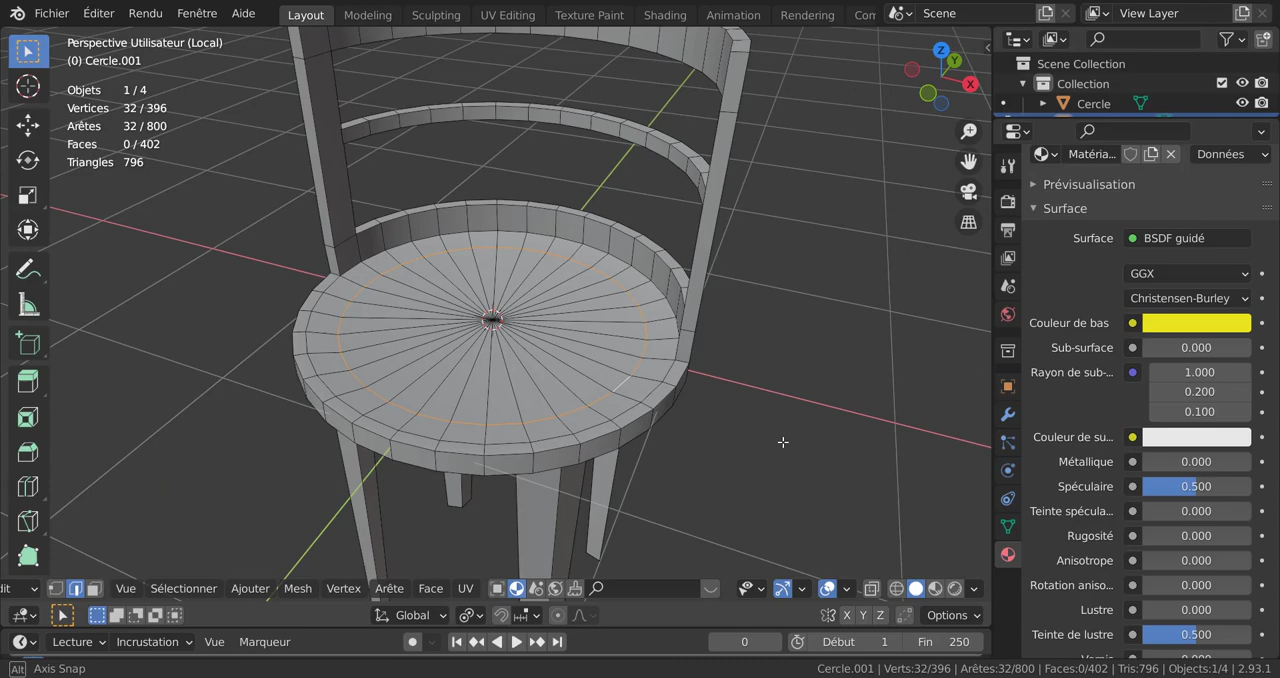 Fichier Éditer Rendu Fenêtre Aide Layout Modeling Sculpting UV Editing Texture Paint Shading Animation Rendering Scene View Layer
Perspective Utilisateur (Local)
(0) Cercle.001
Objets 1 / 4
Vertices 32 / 396
Arêtes 32 / 800
Faces 0 / 402
Triangles 796
Z
Y
X
Scene Collection
Collection
Cercle
Matéria... Données
Prévisualisation
Surface
Surface BSDF guidé
GGX
Christensen-Burley
Couleur de bas
Sub-surface 0.000
Rayon de sub-... 1.000
0.200
0.100
Couleur de su...
Métallique 0.000
Spéculaire 0.500
Teinte spécula... 0.000
Rugosité 0.000
Anisotrope 0.000
Rotation aniso... 0.000
Lustre 0.000
Teinte de lustre 0.500
Vue Sélectionner Ajouter Mesh Vertex Arête Face UV
Global X Y Z Options
Lecture Incrustation Vue Marqueur 0 Début 1 Fin 250
Alt Axis Snap Cercle.001 | Verts:32/396 | Arêtes:32/800 | Faces:0/402 | Tris:796 | Objects:1/4 | 2.93.1